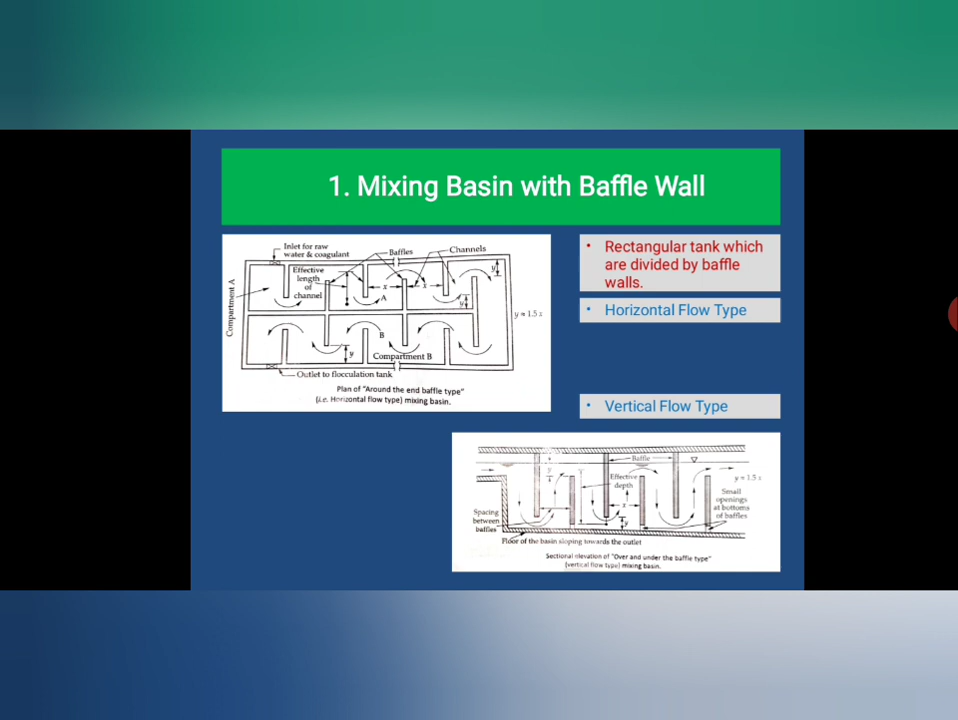 1. Mixing Basin with Baffle Wall
Inlet for raw
water & coagulant
Baffles
Channels
Effective
length
of
channel
x
x
y
A
y
y ≈ 1.5 x
Compartment A
B
y
Compartment B
Outlet to flocculation tank
Plan of "Around the end baffle type"
(i.e. Horizontal flow type) mixing basin.
• Rectangular tank which
are divided by baffle
walls.
• Horizontal Flow Type
• Vertical Flow Type
Baffle
y
Effective
depth
y ≈ 1.5 x
Small
openings
at bottoms
of baffles
x
y
Spacing
between
baffles
Floor of the basin sloping towards the outlet
Sectional elevation of "Over and under the baffle type"
(vertical flow type) mixing basin.